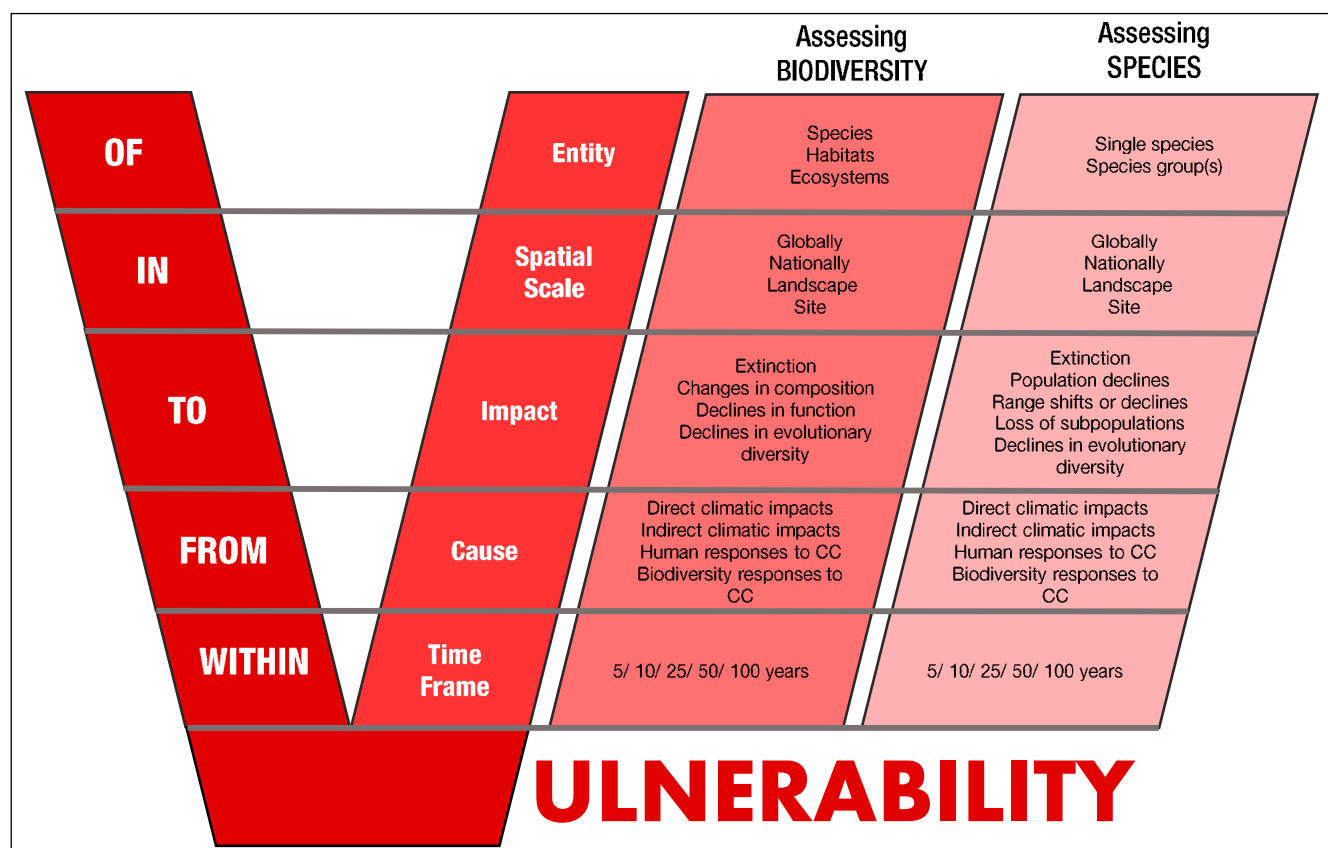 Assessing
BIODIVERSITY
Assessing
SPECIES
OF
Entity
Species
Habitats
Ecosystems
Single species
Species group(s)
IN
Spatial
Scale
Globally
Nationally
Landscape
Site
Globally
Nationally
Landscape
Site
TO
Impact
Extinction
Changes in composition
Declines in function
Declines in evolutionary
diversity
Extinction
Population declines
Range shifts or declines
Loss of subpopulations
Declines in evolutionary
diversity
FROM
Cause
Direct climatic impacts
Indirect climatic impacts
Human responses to CC
Biodiversity responses to
CC
Direct climatic impacts
Indirect climatic impacts
Human responses to CC
Biodiversity responses to
CC
WITHIN
Time
Frame
5/ 10/ 25/ 50/ 100 years
5/ 10/ 25/ 50/ 100 years
VULNERABILITY